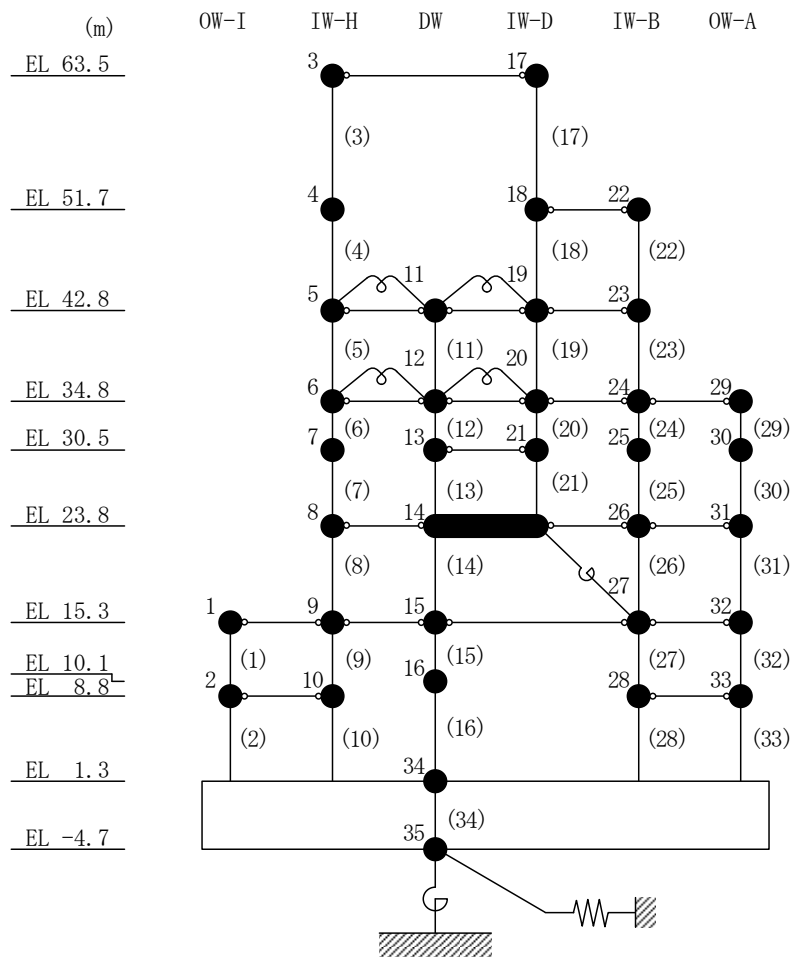 (m) OW-I IW-H DW IW-D IW-B OW-A
EL 63.5 3 17
(3) (17)
EL 51.7 4 18 22
(4) (18) (22)
11 19
EL 42.8 5 23
(5) (11) (19) (23)
12 20
EL 34.8 6 24 29
(6) (12) (20) (24) (29)
EL 30.5 7 13 21 25 30
(7) (13) (21) (25) (30)
EL 23.8 8 14 26 31
(8) (14) (26) (31)
27
EL 15.3 1 9 15 32
(1) (9) (15) (27) (32)
EL 10.1 16
EL 8.8 2 10 28 33
(2) (10) (16) (28) (33)
EL 1.3 34
(34)
EL -4.7 35